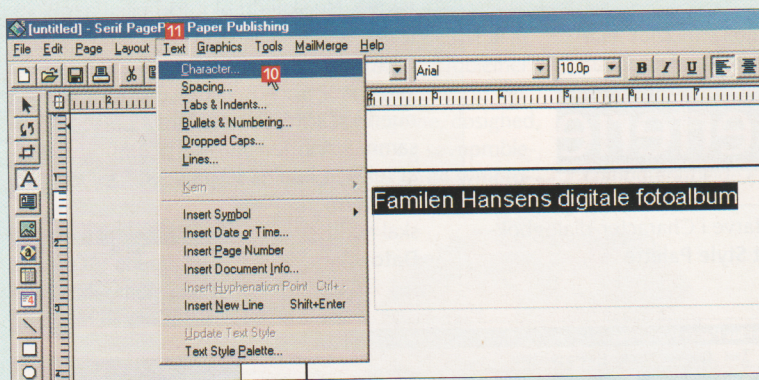 [untitled] - Serif PageP 11 Paper Publishing
File Edit Page Layout Text Graphics Tools MailMerge Help
Arial 10,0p B I U
Character... 10
Spacing...
Tabs & Indents...
Bullets & Numbering...
Dropped Caps...
Lines...
Kern
Insert Symbol
Insert Date or Time...
Insert Page Number
Insert Document Info...
Insert Hyphenation Point Ctrl+-
Insert New Line Shift+Enter
Update Text Style
Text Style Palette...
Familen Hansens digitale fotoalbum